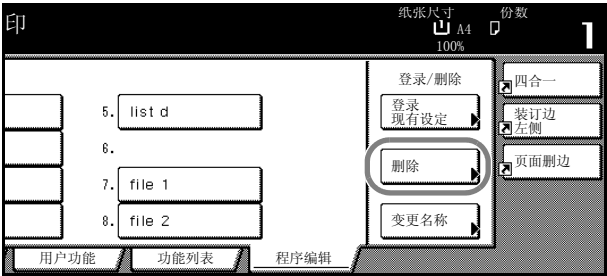 印
纸张尺寸
份数
A4
100%
1
登录/删除
登录
现有设定
删除
变更名称
5. list d
6.
7. file 1
8. file 2
四合一
装订边
左侧
页面删边
用户功能
功能列表
程序编辑